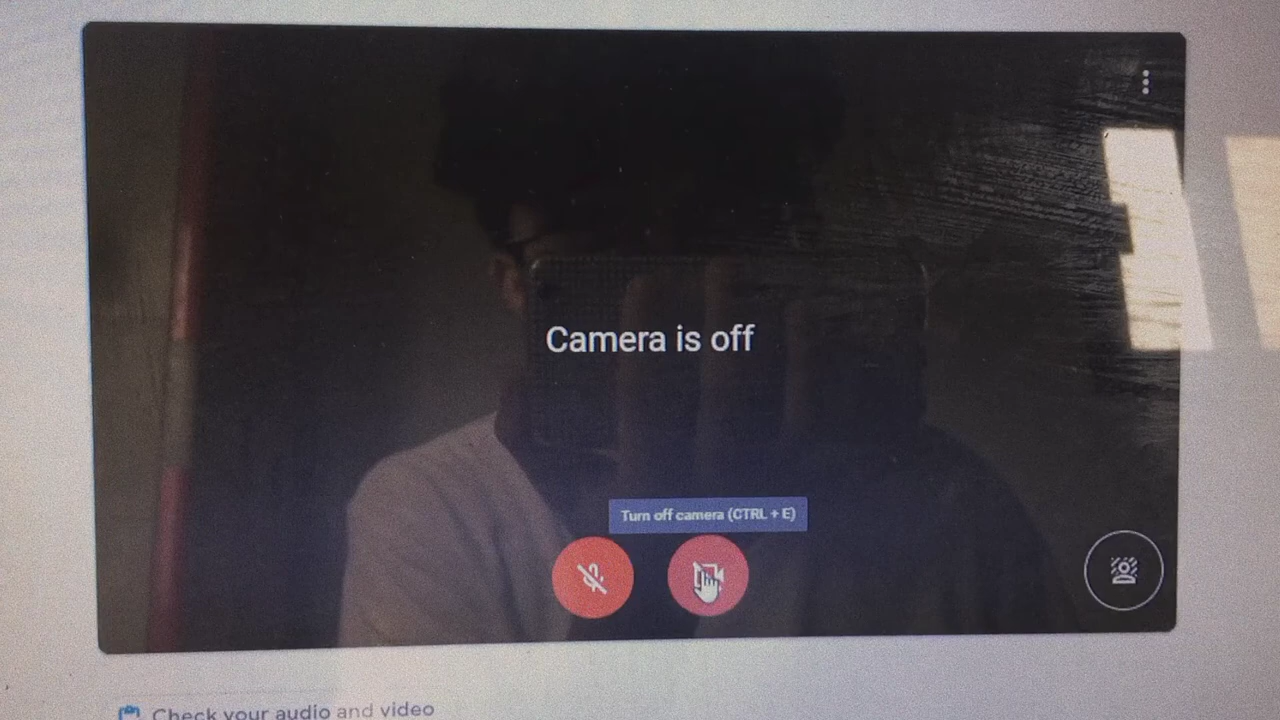 Camera is off
Turn off camera (CTRL + E)
Check your audio and video